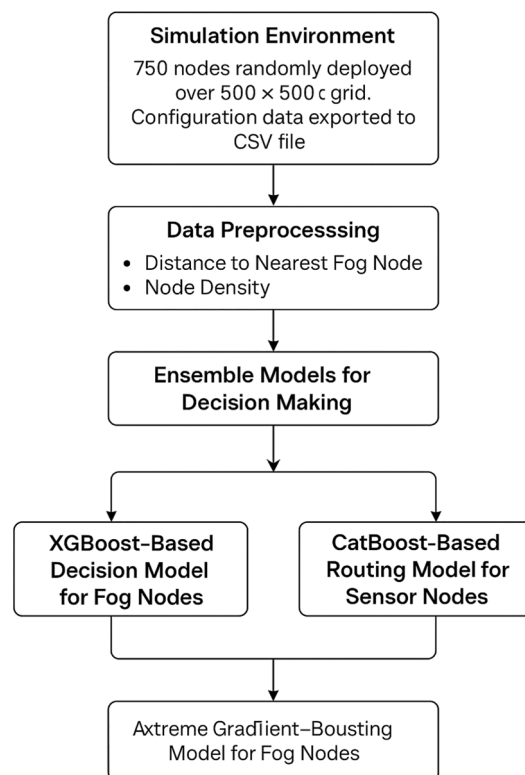 Simulation Environment
750 nodes randomly deployed
over 500 × 500 c grid.
Configuration data exported to
CSV file
Data Preprocesssing
• Distance to Nearest Fog Node
• Node Density
Ensemble Models for
Decision Making
XGBoost-Based
Decision Model
for Fog Nodes
CatBoost-Based
Routing Model for
Sensor Nodes
Axtreme GradTient-Bousting
Model for Fog Nodes